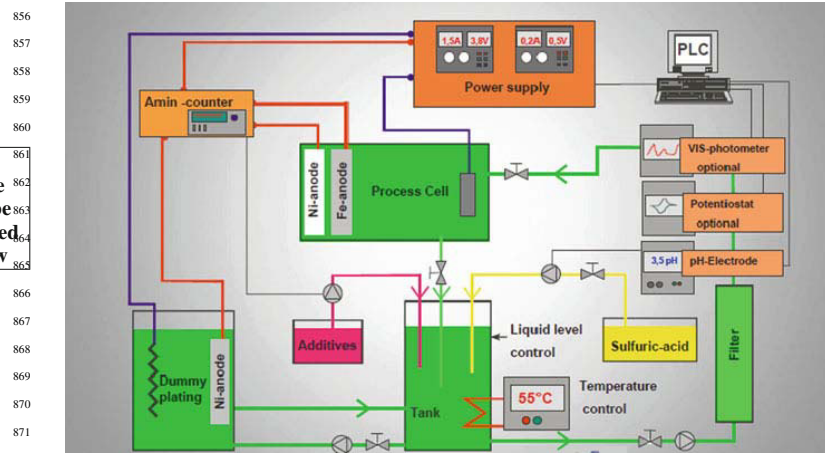 856
857
858
859
860
861
862
863
864
865
866
867
868
869
870
871
e
be
ed
w
1,5A 3,8V
0,2A 0,5V
Power supply
PLC
Amin -counter
Ni-anode
Fe-anode
Process Cell
VIS-photometer
optional
Potentiostat
optional
3,5 pH
pH-Electrode
Additives
Liquid level
control
Sulfuric-acid
Filter
Dummy
plating
Ni-anode
Tank
55°C
Temperature
control